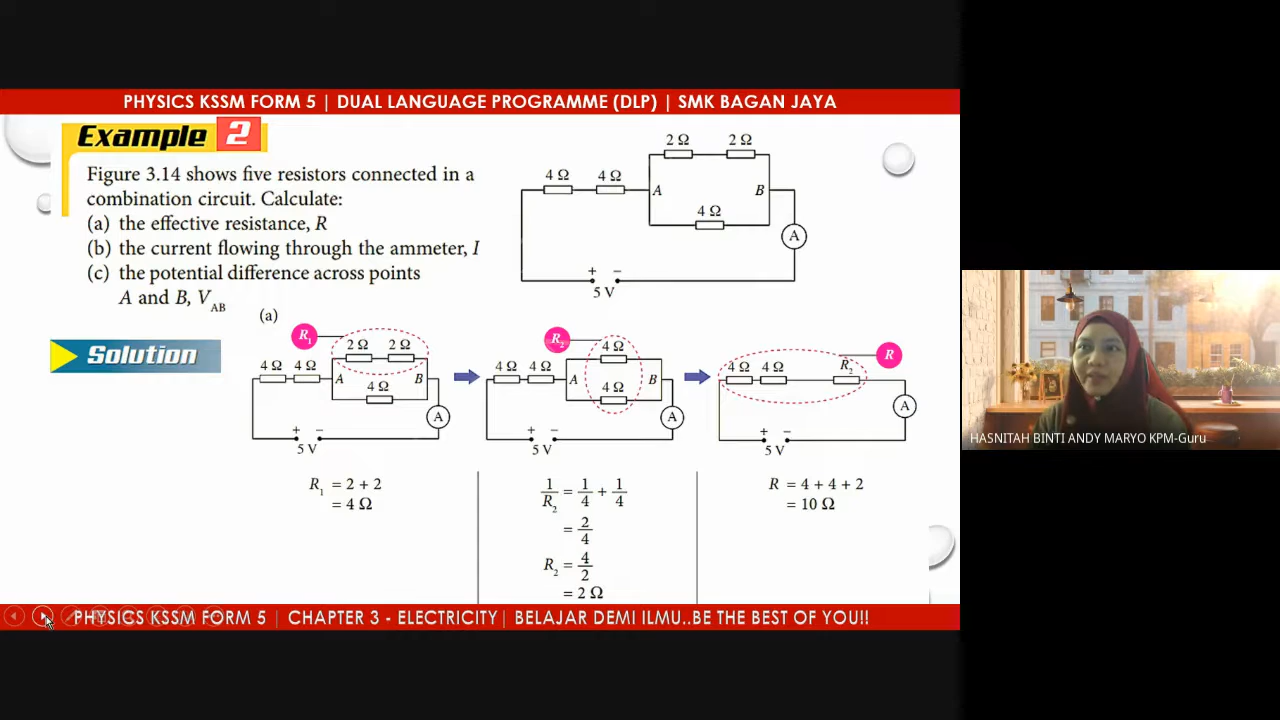 PHYSICS KSSM FORM 5 | DUAL LANGUAGE PROGRAMME (DLP) | SMK BAGAN JAYA
Example 2
Figure 3.14 shows five resistors connected in a
combination circuit. Calculate:
(a) the effective resistance, R
(b) the current flowing through the ammeter, I
(c) the potential difference across points
A and B, V_AB
2 Ω 2 Ω
4 Ω 4 Ω
A B
4 Ω
A
+ −
5 V
Solution
(a)
R₁
2 Ω 2 Ω
4 Ω 4 Ω
A B
4 Ω
A
+ −
5 V
R₁ = 2 + 2
= 4 Ω
R₂
4 Ω
4 Ω 4 Ω
A B
4 Ω
A
+ −
5 V
1/R₂ = 1/4 + 1/4
= 2/4
R₂ = 4/2
= 2 Ω
R
4 Ω 4 Ω R₂
A
+ −
5 V
R = 4 + 4 + 2
= 10 Ω
PHYSICS KSSM FORM 5 | CHAPTER 3 - ELECTRICITY | BELAJAR DEMI ILMU..BE THE BEST OF YOU!!
HASNITAH BINTI ANDY MARYO KPM-Guru